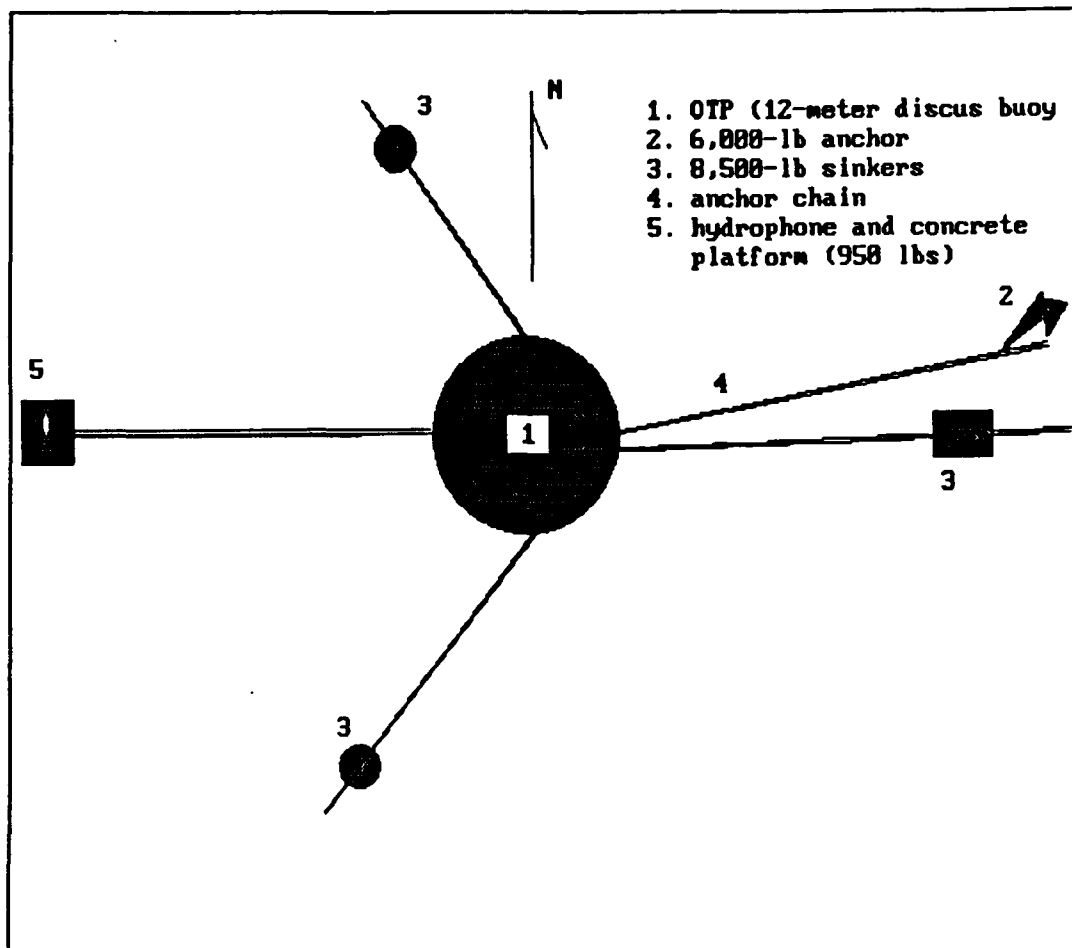 3
N
1. OTP (12-meter discus buoy
2. 6,000-lb anchor
3. 8,500-lb sinkers
4. anchor chain
5. hydrophone and concrete
platform (950 lbs)
2
5
4
1
3
3